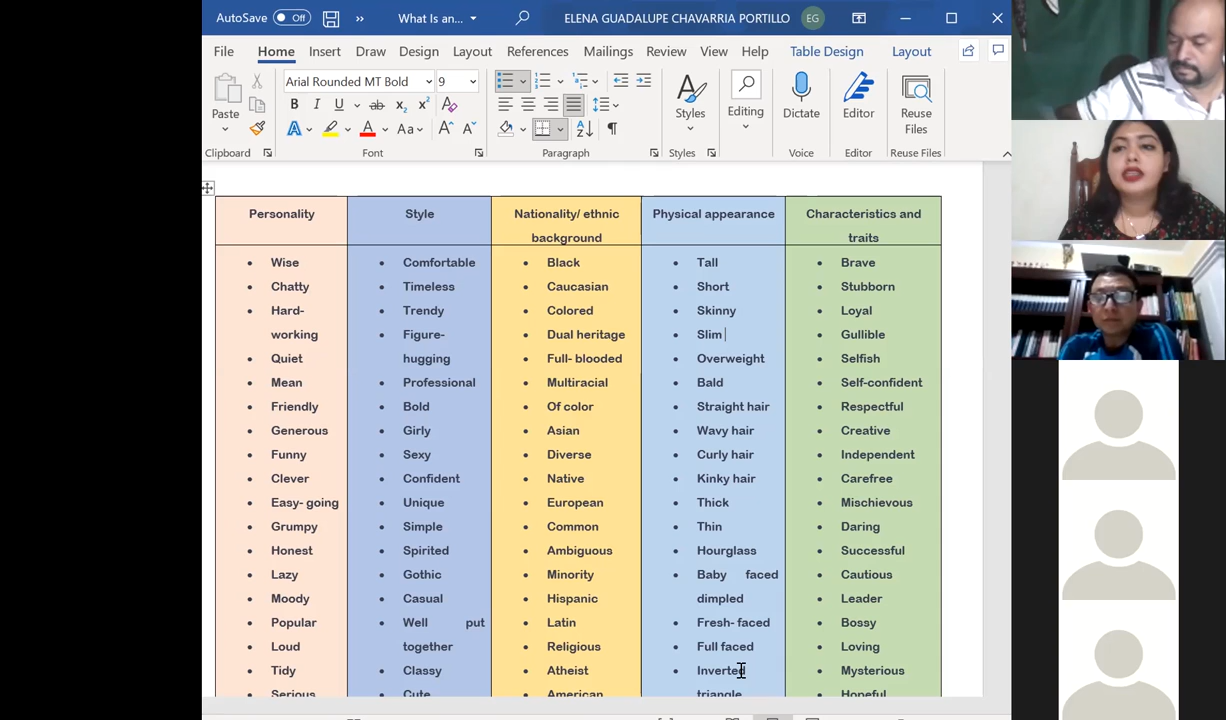 AutoSave Off What Is an... ELENA GUADALUPE CHAVARRIA PORTILLO EG
File Home Insert Draw Design Layout References Mailings Review View Help Table Design Layout
Arial Rounded MT Bold 9
Paste Styles Editing Dictate Editor Reuse Files
Clipboard Font Paragraph Styles Voice Editor Reuse Files
Personality
Wise
Chatty
Hard-
working
Quiet
Mean
Friendly
Generous
Funny
Clever
Easy- going
Grumpy
Honest
Lazy
Moody
Popular
Loud
Tidy
Serious
Style
Comfortable
Timeless
Trendy
Figure-
hugging
Professional
Bold
Girly
Sexy
Confident
Unique
Simple
Spirited
Gothic
Casual
Well put
together
Classy
Cute
Nationality/ ethnic
background
Black
Caucasian
Colored
Dual heritage
Full- blooded
Multiracial
Of color
Asian
Diverse
Native
European
Common
Ambiguous
Minority
Hispanic
Latin
Religious
Atheist
American
Physical appearance
Tall
Short
Skinny
Slim
Overweight
Bald
Straight hair
Wavy hair
Curly hair
Kinky hair
Thick
Thin
Hourglass
Baby faced
dimpled
Fresh- faced
Full faced
Inverted
triangle
Characteristics and
traits
Brave
Stubborn
Loyal
Gullible
Selfish
Self-confident
Respectful
Creative
Independent
Carefree
Mischievous
Daring
Successful
Cautious
Leader
Bossy
Loving
Mysterious
Hopeful